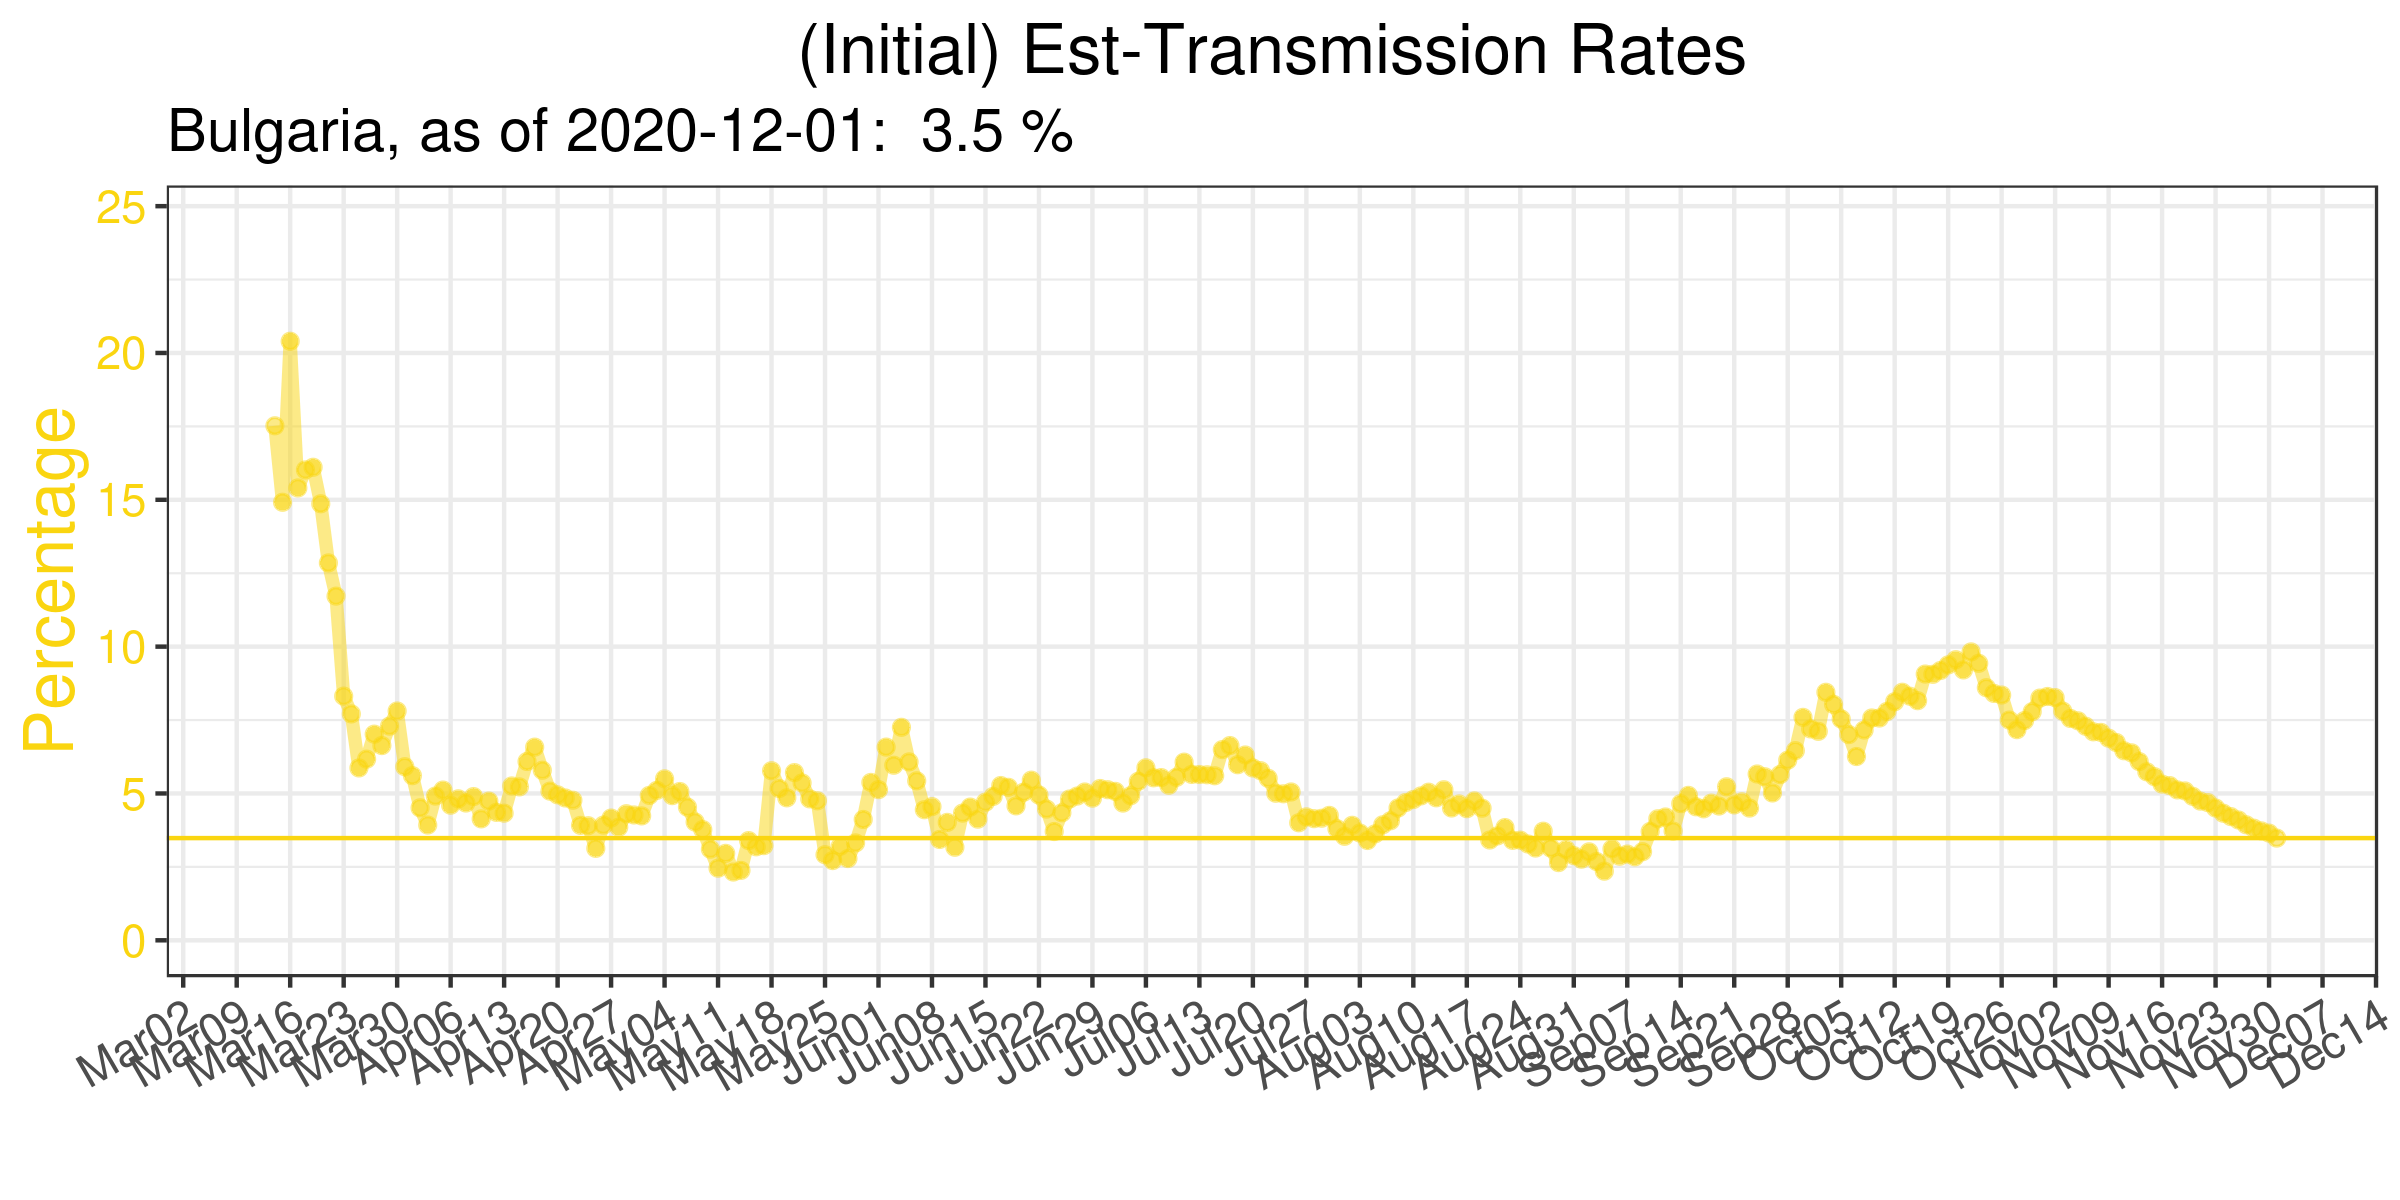 (Initial) Est-Transmission Rates
Bulgaria, as of 2020-12-01:  3.5 %
Percentage
25
20
15
10
5
0
Mar02
Mar09
Mar16
Mar23
Mar30
Apr06
Apr13
Apr20
Apr27
May04
May11
May18
May25
Jun01
Jun08
Jun15
Jun22
Jun29
Jul06
Jul13
Jul20
Jul27
Aug03
Aug10
Aug17
Aug24
Aug31
Sep07
Sep14
Sep21
Sep28
Oct05
Oct12
Oct19
Oct26
Nov02
Nov09
Nov16
Nov23
Nov30
Dec07
Dec14